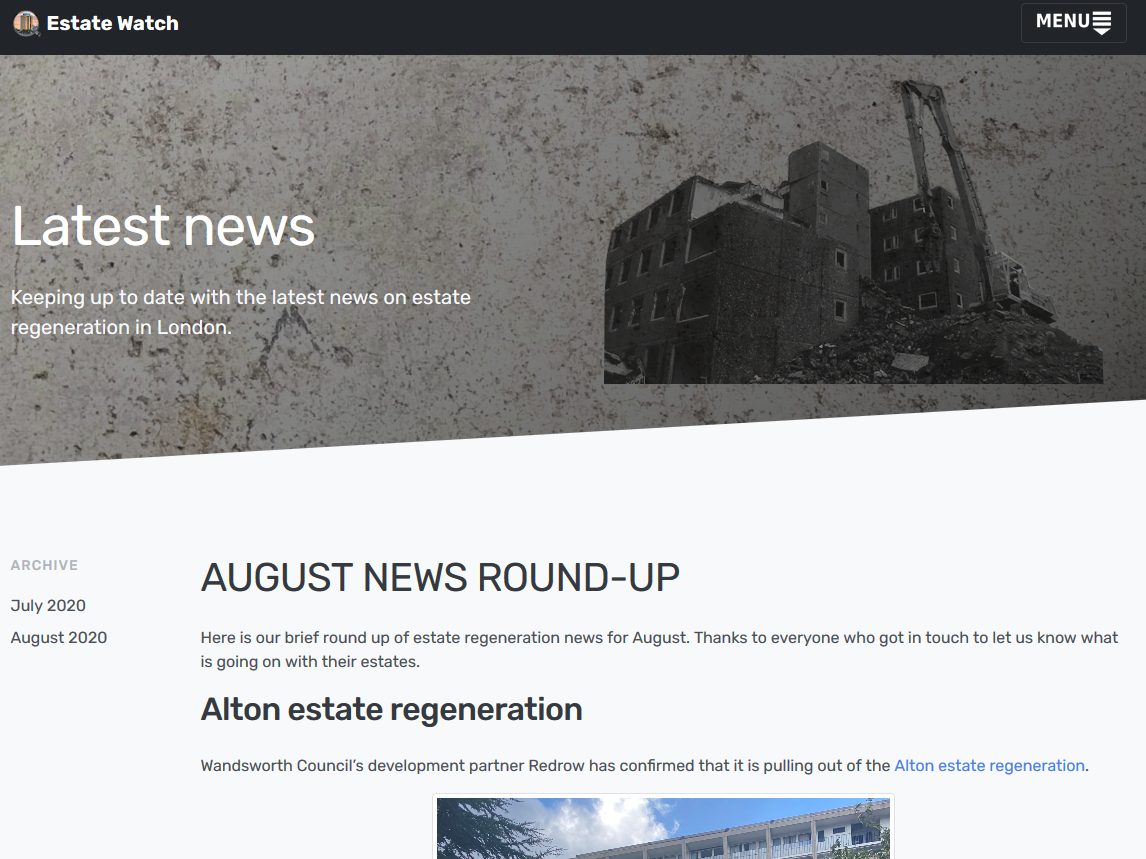 Estate Watch
MENU
Latest news
Keeping up to date with the latest news on estate
regeneration in London.
ARCHIVE
July 2020
August 2020
AUGUST NEWS ROUND-UP
Here is our brief round up of estate regeneration news for August. Thanks to everyone who got in touch to let us know what
is going on with their estates.
Alton estate regeneration
Wandsworth Council’s development partner Redrow has confirmed that it is pulling out of the Alton estate regeneration.